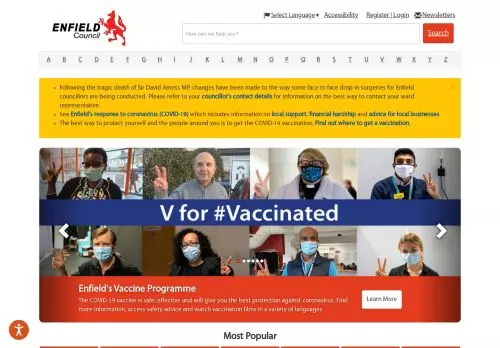 ENFIELD
Council
Select Language ▾ Accessibility Register | Login Newsletters
How can we help you?
Search
A B C D E F G H I J K L M N O P Q R S T U V W X Y Z
Following the tragic death of Sir David Amess MP, changes have been made to the way some face to face drop-in surgeries for Enfield
councillors are being conducted. Please refer to your councillor's contact details for information on the best way to contact your ward
representative.
See Enfield's response to coronavirus (COVID-19) which includes information on local support, financial hardship and advice for local businesses
The best way to protect yourself and the people around you is to get the COVID-19 vaccination. Find out where to get a vaccination.
V for #Vaccinated
Enfield's Vaccine Programme
The COVID-19 vaccine is safe, effective and will give you the best protection against coronavirus. Find
more information, access safety advice and watch vaccination films in a variety of languages
Learn More
Most Popular